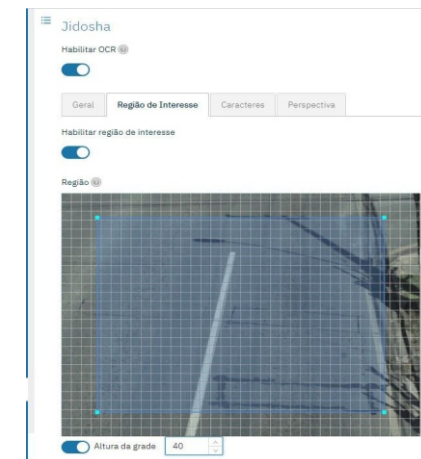 Jidosha
Habilitar OCR
Geral Região de Interesse Caracteres Perspectiva
Habilitar região de interesse
Região
Altura da grade 40